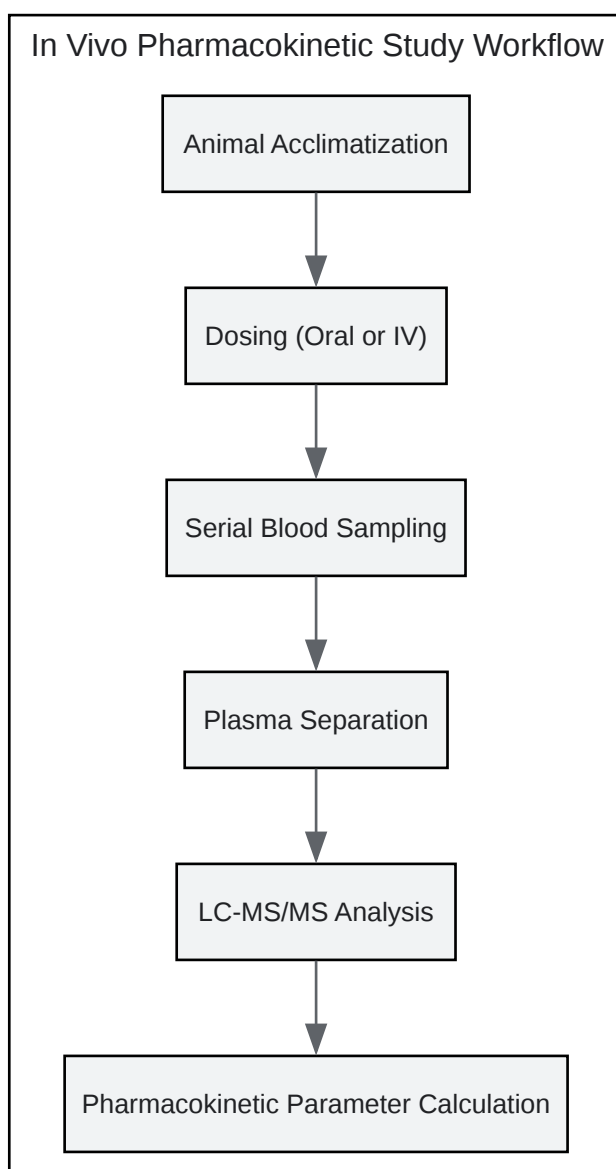 In Vivo Pharmacokinetic Study Workflow
Animal Acclimatization
Dosing (Oral or IV)
Serial Blood Sampling
Plasma Separation
LC-MS/MS Analysis
Pharmacokinetic Parameter Calculation